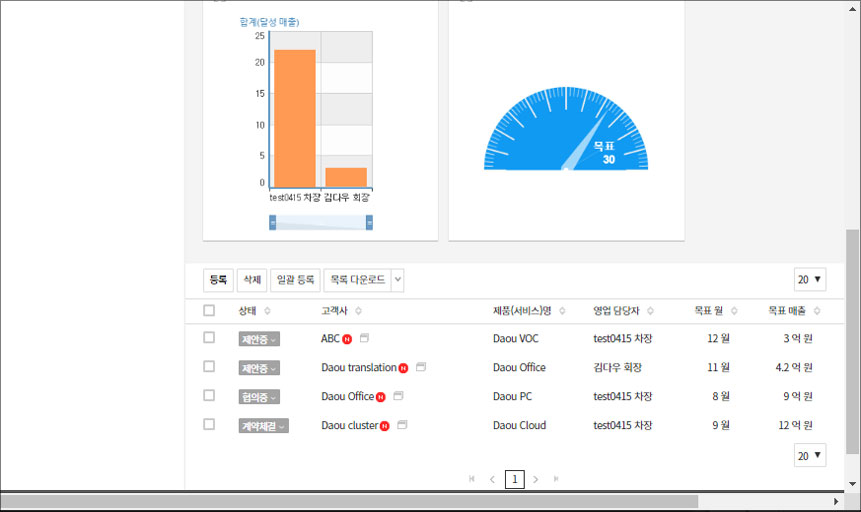 합계(달성 매출)
25
20
15
10
5
0
test0415 차장 김다우 회장
목표
30
등록 삭제 일괄 등록 목록 다운로드 20
상태 고객사 제품(서비스)명 영업 담당자 목표 월 목표 매출
제안중 ABC N Daou VOC test0415 차장 12 월 3 억 원
제안중 Daou translation N Daou Office 김다우 회장 11 월 4.2 억 원
협의중 Daou Office N Daou PC test0415 차장 8 월 9 억 원
계약체결 Daou cluster N Daou Cloud test0415 차장 9 월 12 억 원
20
1